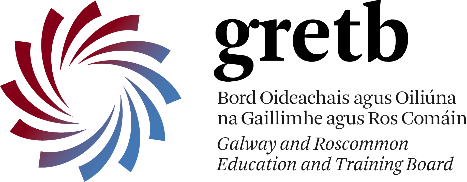 gretb
Bord Oideachais agus Oiliúna
na Gaillimhe agus Ros Comáin
Galway and Roscommon
Education and Training Board